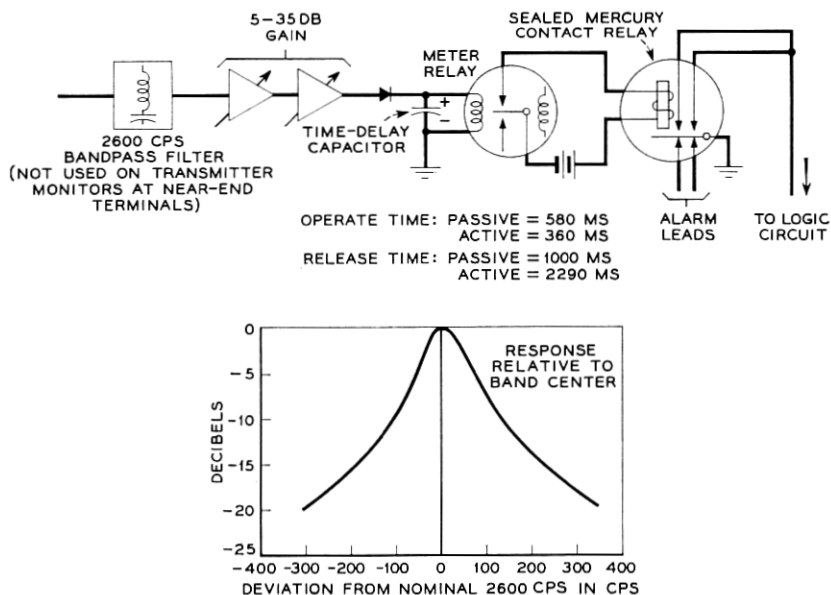 5-35 DB
GAIN
SEALED MERCURY
CONTACT RELAY
METER
RELAY
+
−
TIME-DELAY
CAPACITOR
2600 CPS
BANDPASS FILTER
(NOT USED ON TRANSMITTER
MONITORS AT NEAR-END
TERMINALS)
OPERATE TIME: PASSIVE = 580 MS
ACTIVE = 360 MS
RELEASE TIME: PASSIVE = 1000 MS
ACTIVE = 2290 MS
ALARM
LEADS
TO LOGIC
CIRCUIT
RESPONSE
RELATIVE TO
BAND CENTER
DECIBELS
0
-5
-10
-15
-20
-25
-400 -300 -200 -100 0 100 200 300 400
DEVIATION FROM NOMINAL 2600 CPS IN CPS